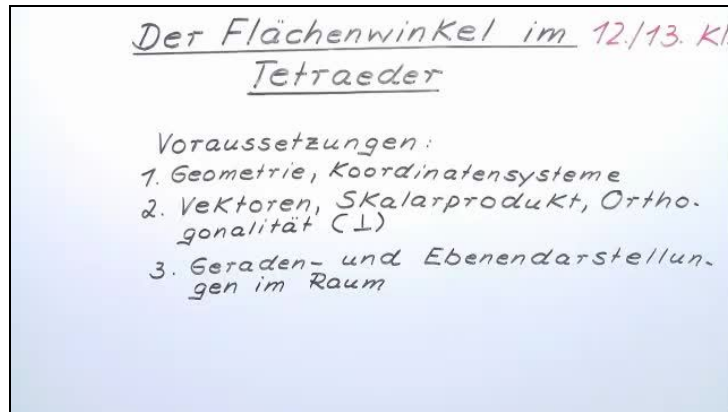 Der Flächenwinkel im 12./13. Kl.
Tetraeder
Voraussetzungen:
1. Geometrie, Koordinatensysteme
2. Vektoren, Skalarprodukt, Ortho-
gonalität (⊥)
3. Geraden- und Ebenendarstellun-
gen im Raum